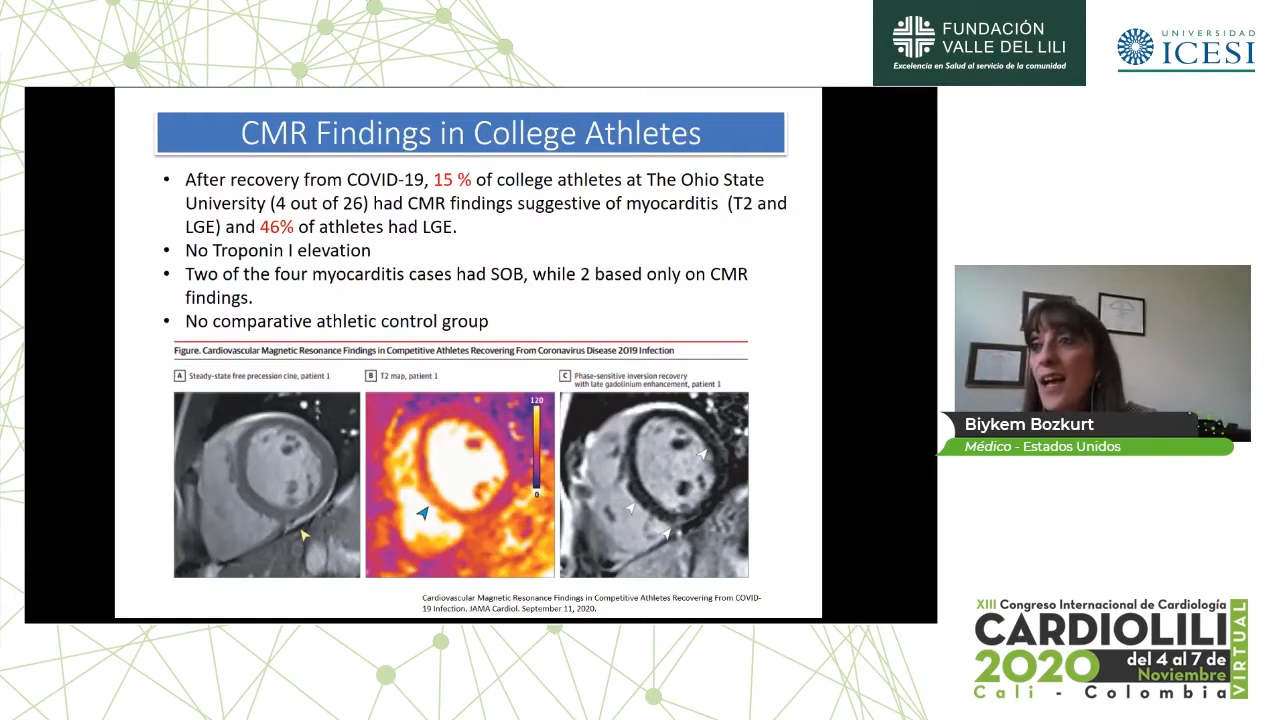 FUNDACIÓN
VALLE DEL LILI
Excelencia en Salud al servicio de la comunidad
UNIVERSIDAD
ICESI
CMR Findings in College Athletes
• After recovery from COVID-19, 15 % of college athletes at The Ohio State
University (4 out of 26) had CMR findings suggestive of myocarditis (T2 and
LGE) and 46% of athletes had LGE.
• No Troponin I elevation
• Two of the four myocarditis cases had SOB, while 2 based only on CMR
findings.
• No comparative athletic control group
Figure. Cardiovascular Magnetic Resonance Findings in Competitive Athletes Recovering From Coronavirus Disease 2019 Infection
A Steady-state free precession cine, patient 1
B T2 map, patient 1
C Phase-sensitive inversion recovery
with late gadolinium enhancement, patient 1
120
0
Cardiovascular Magnetic Resonance Findings in Competitive Athletes Recovering From COVID-
19 Infection. JAMA Cardiol. September 11, 2020.
Biykem Bozkurt
Médico - Estados Unidos
XIII Congreso Internacional de Cardiología
CARDIOLILI
2020 del 4 al 7 de
Noviembre
Cali - Colombia
VIRTUAL